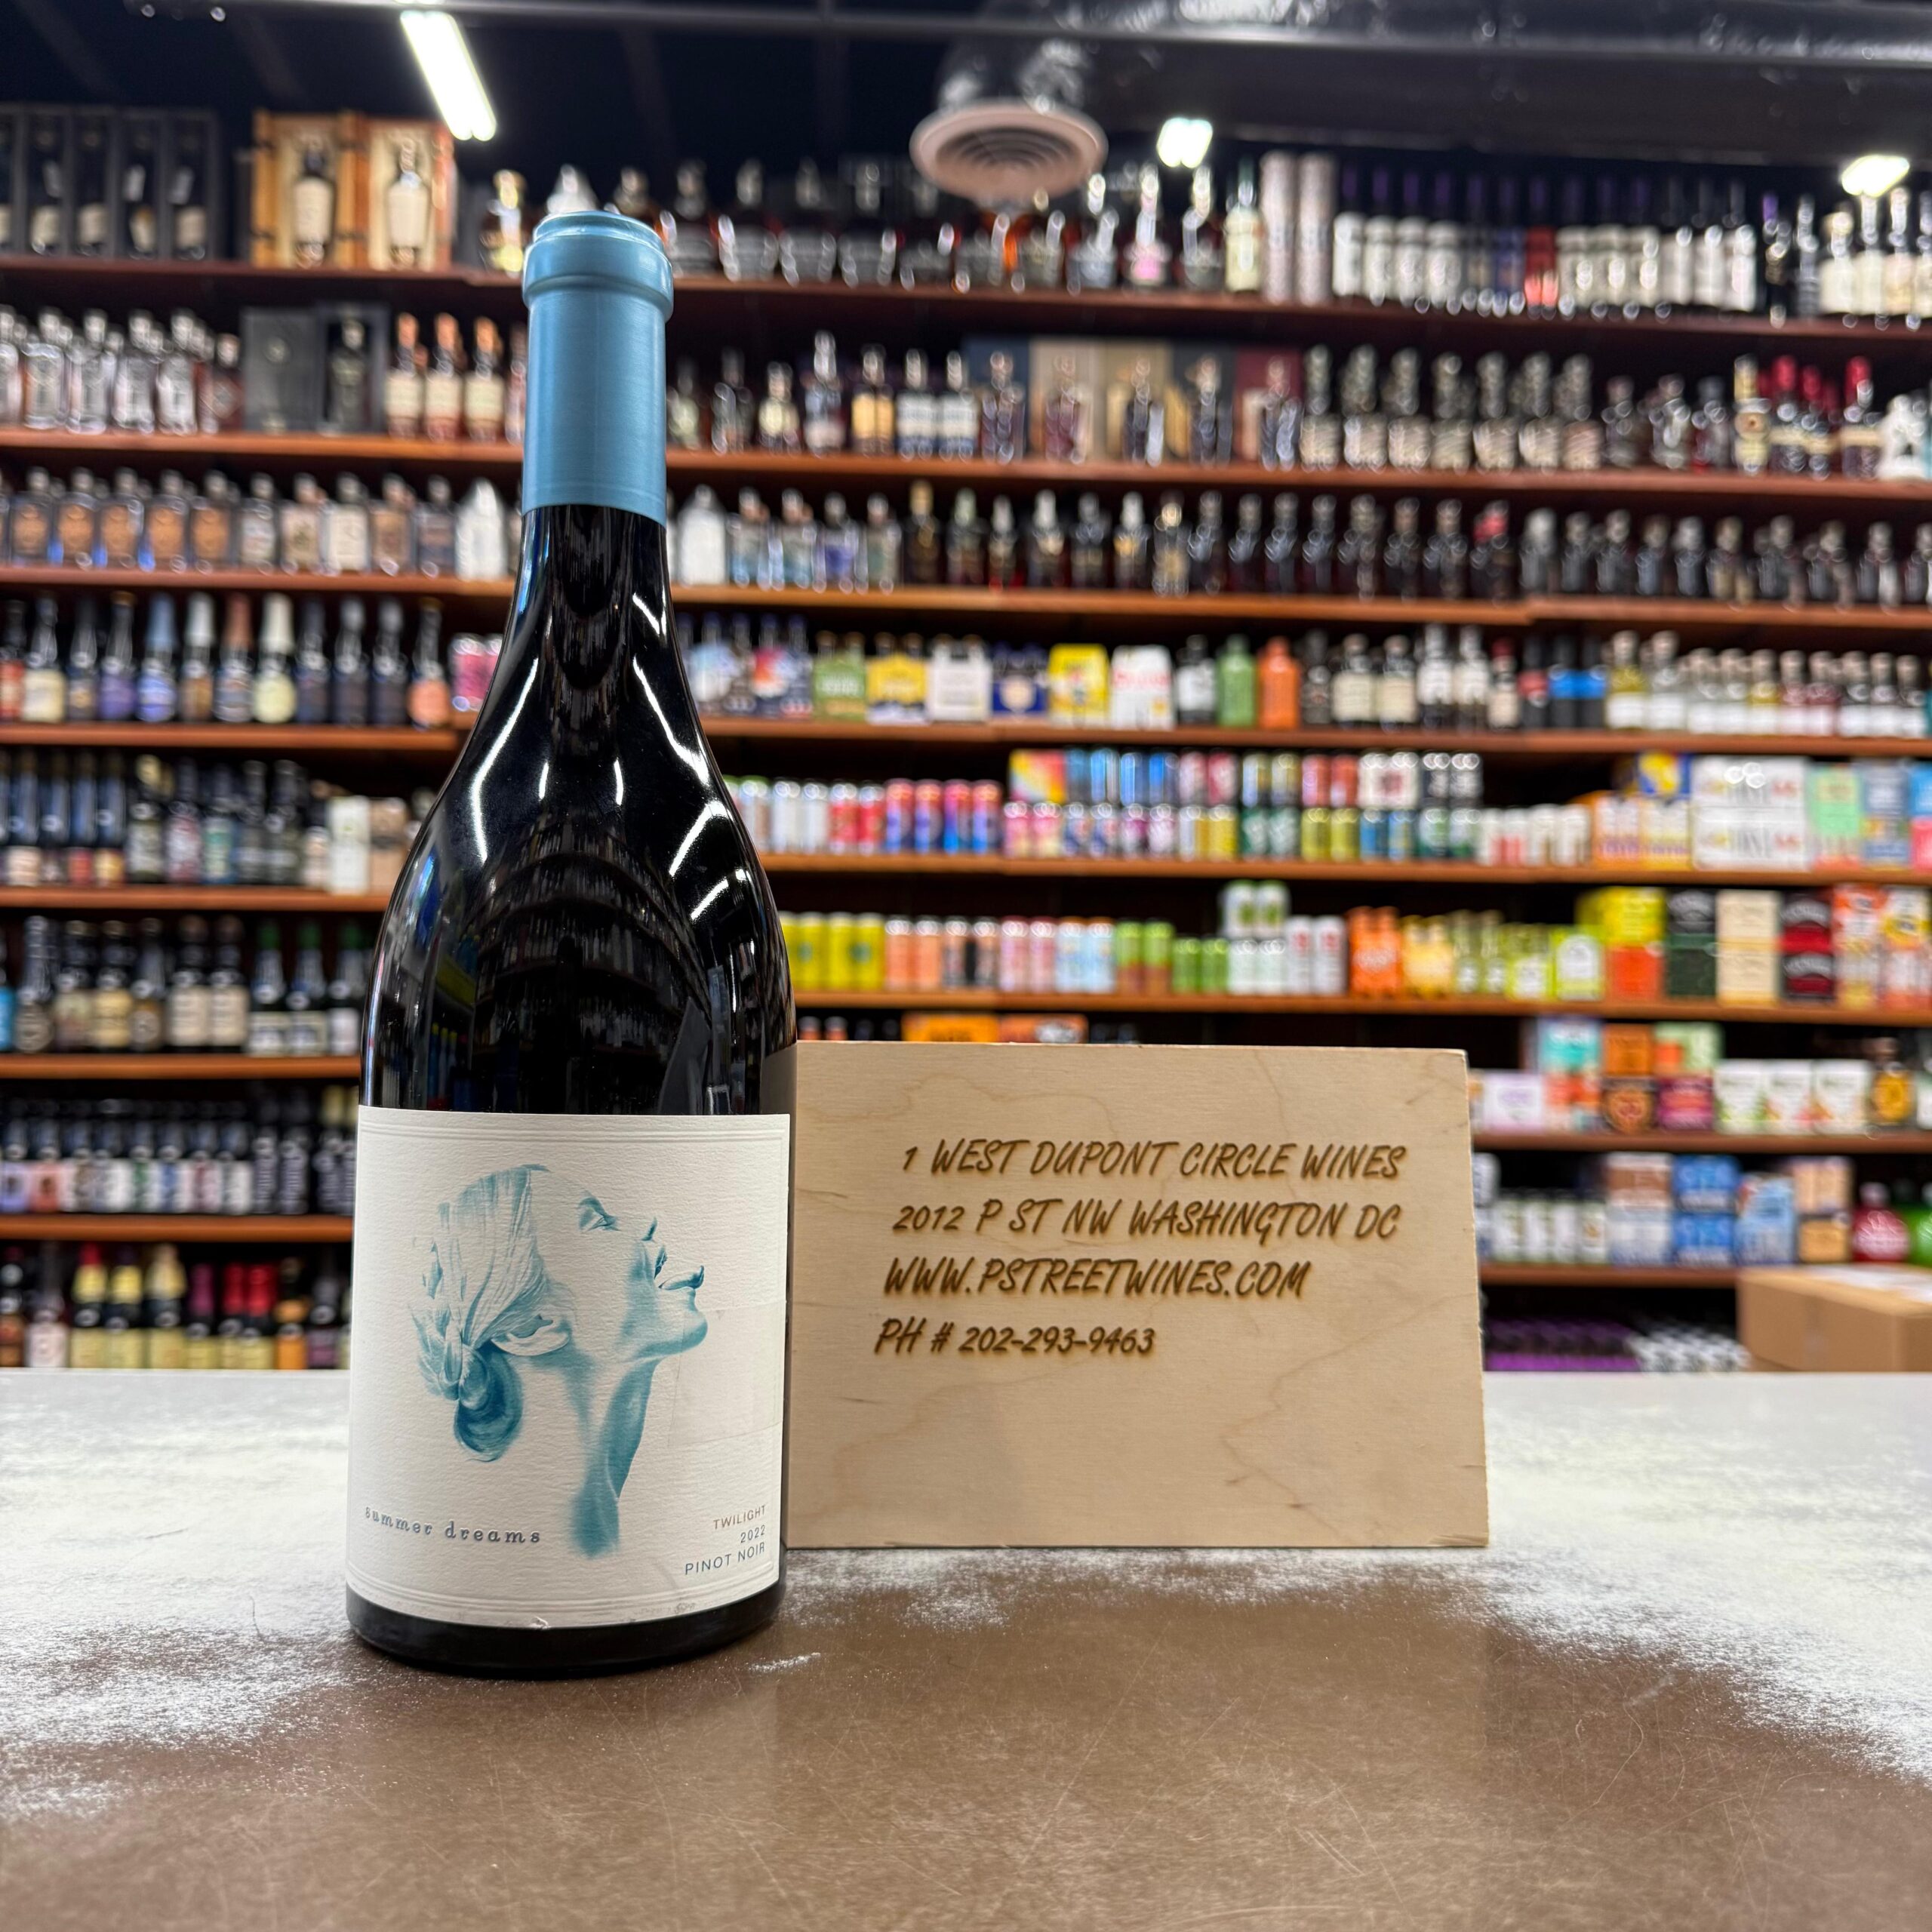 summer dreams
TWILIGHT
2022
PINOT NOIR
1 WEST DUPONT CIRCLE WINES
2012 P ST NW WASHINGTON DC
WWW.PSTREETWINES.COM
PH # 202-293-9463